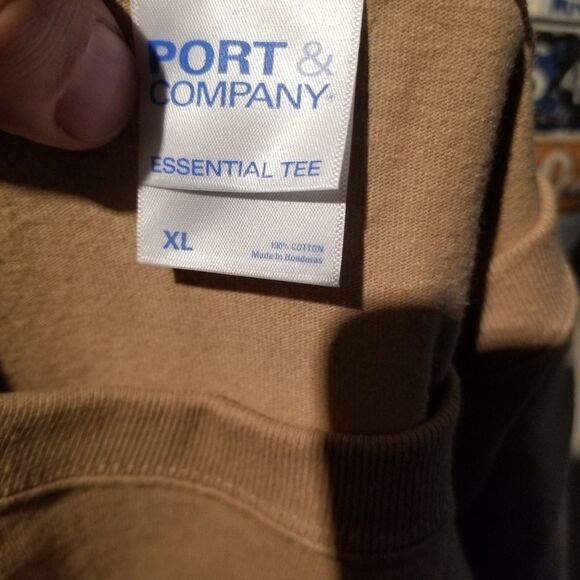 PORT &
COMPANY
ESSENTIAL TEE
XL
100% COTTON
Made In Honduras